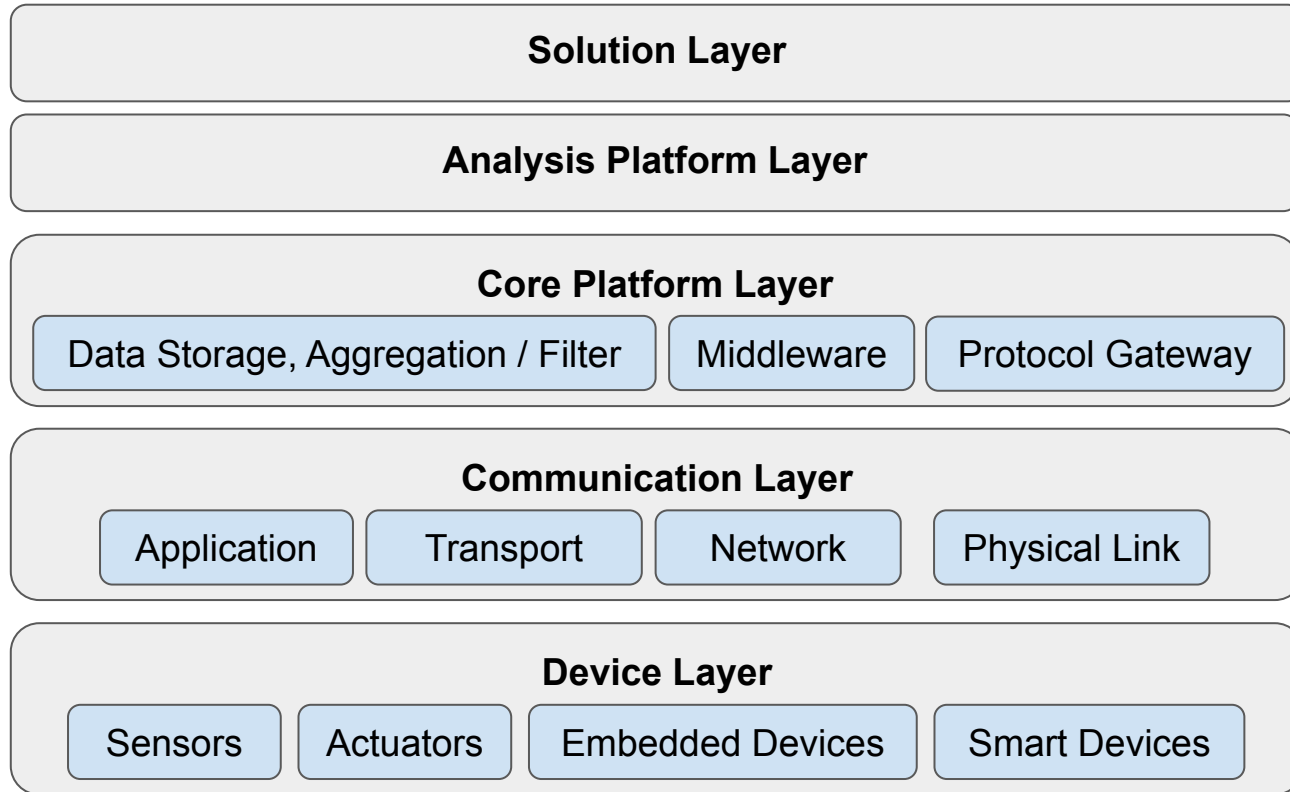 Solution Layer
Analysis Platform Layer
Core Platform Layer
Data Storage, Aggregation / Filter
Middleware
Protocol Gateway
Communication Layer
Application
Transport
Network
Physical Link
Device Layer
Sensors
Actuators
Embedded Devices
Smart Devices